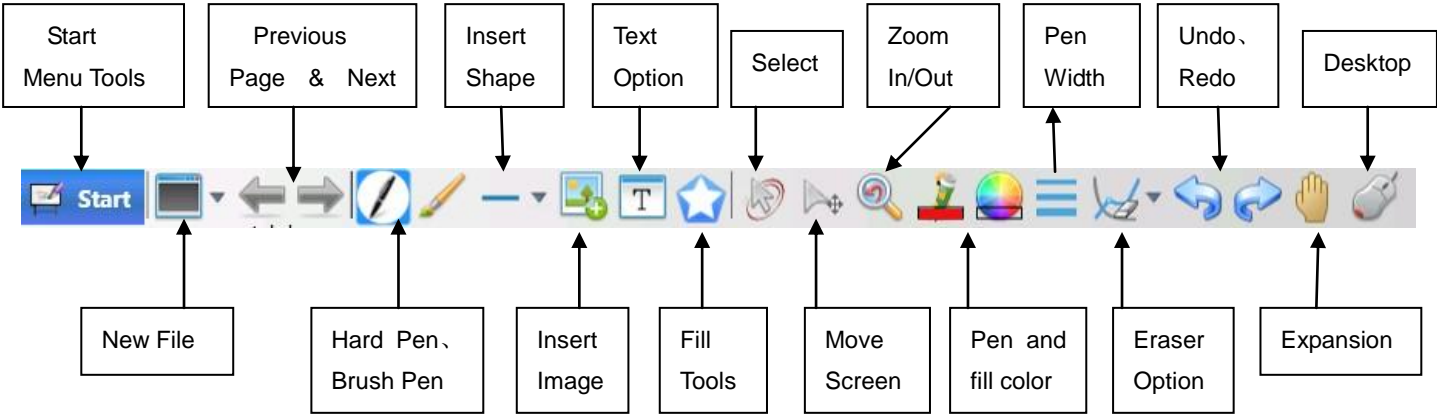 Start
Menu Tools
Previous
Page & Next
Insert
Shape
Text
Option
Select
Zoom
In/Out
Pen
Width
Undo、
Redo
Desktop
Start
T
New File
Hard Pen、
Brush Pen
Insert
Image
Fill
Tools
Move
Screen
Pen and
fill color
Eraser
Option
Expansion